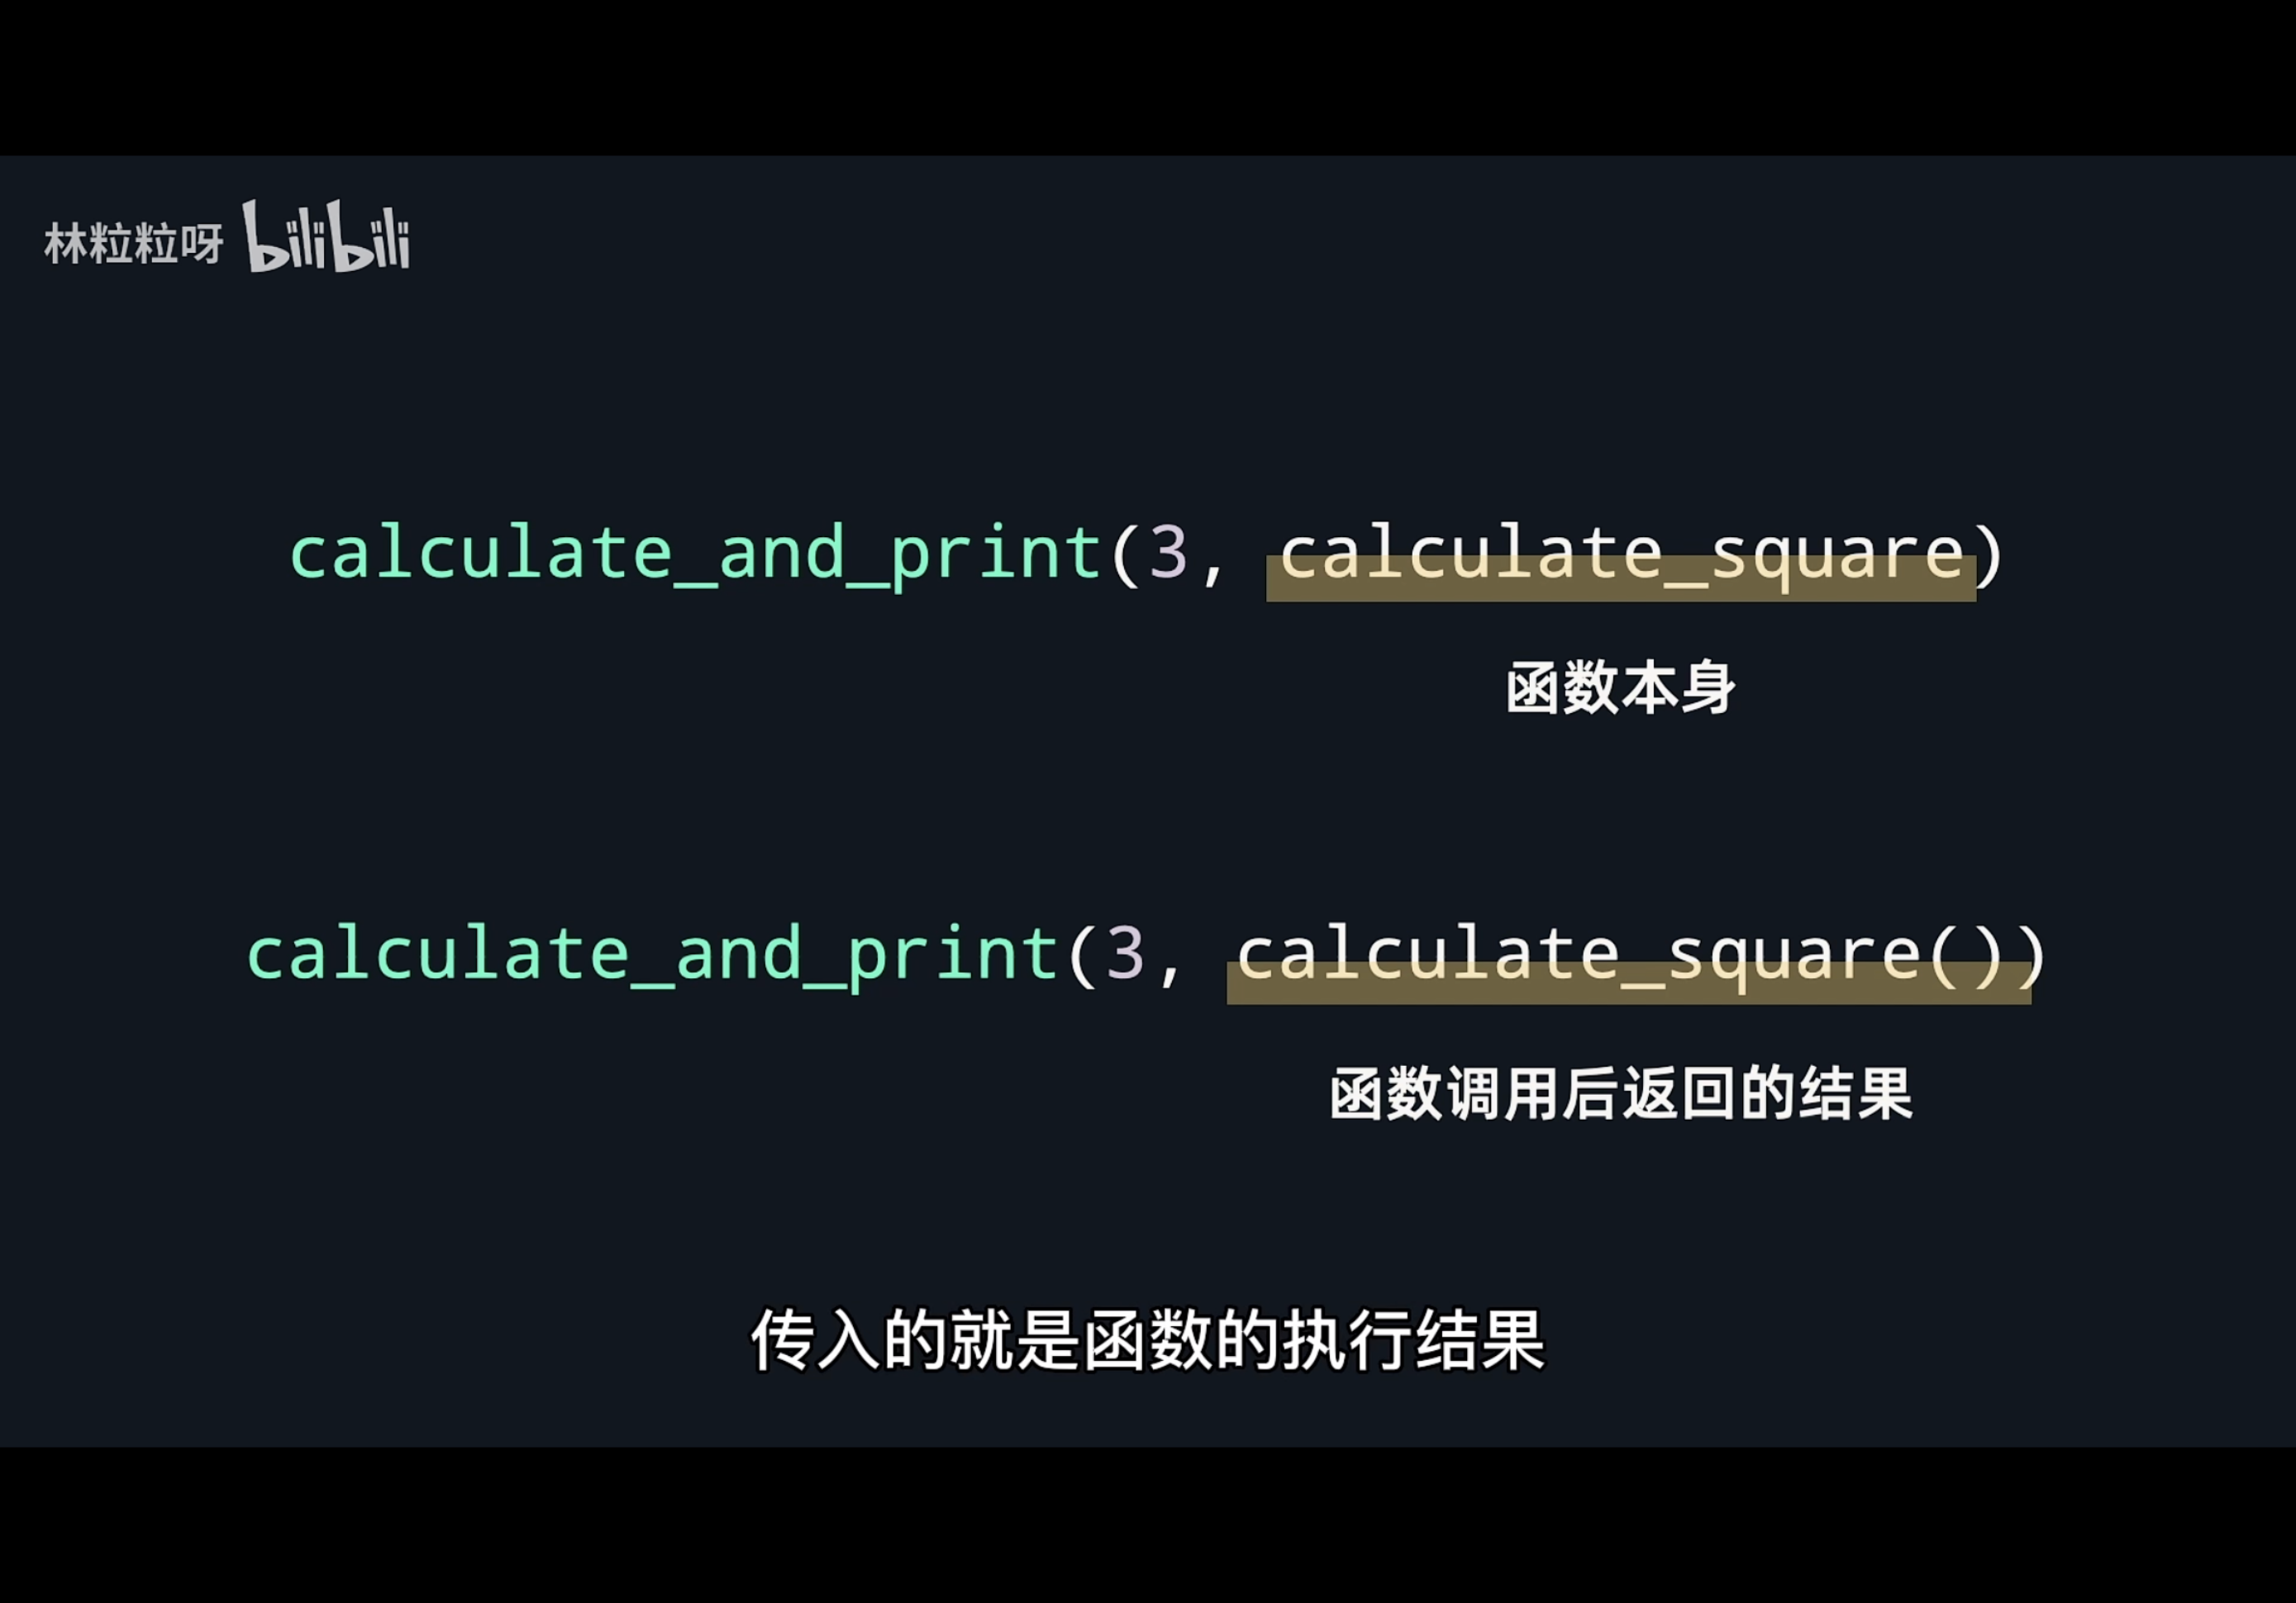 林粒粒呀 bilibili
calculate_and_print(3, calculate_square)
函数本身
calculate_and_print(3, calculate_square())
函数调用后返回的结果
传入的就是函数的执行结果